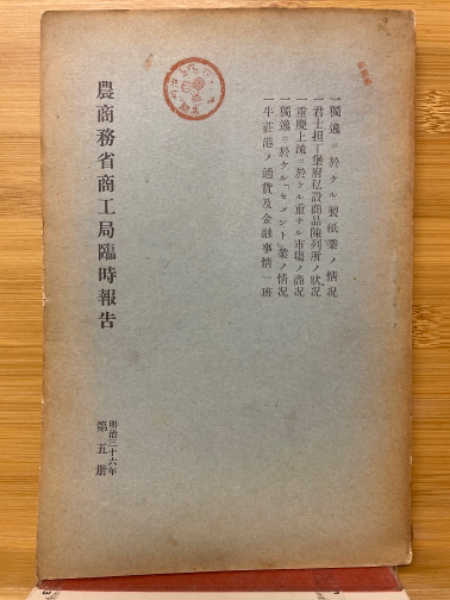 一獨逸ニ於ケル製紙業ノ情況
一君士担丁堡府私設商品陳列所ノ狀況
一重慶上流ニ於ケル重ナル市場ノ商況
一獨逸ニ於ケル「セメント」業ノ情況
一牛莊港ノ通貨及金融事情一班
農商務省商工局臨時報告
明治三十六年
第五册